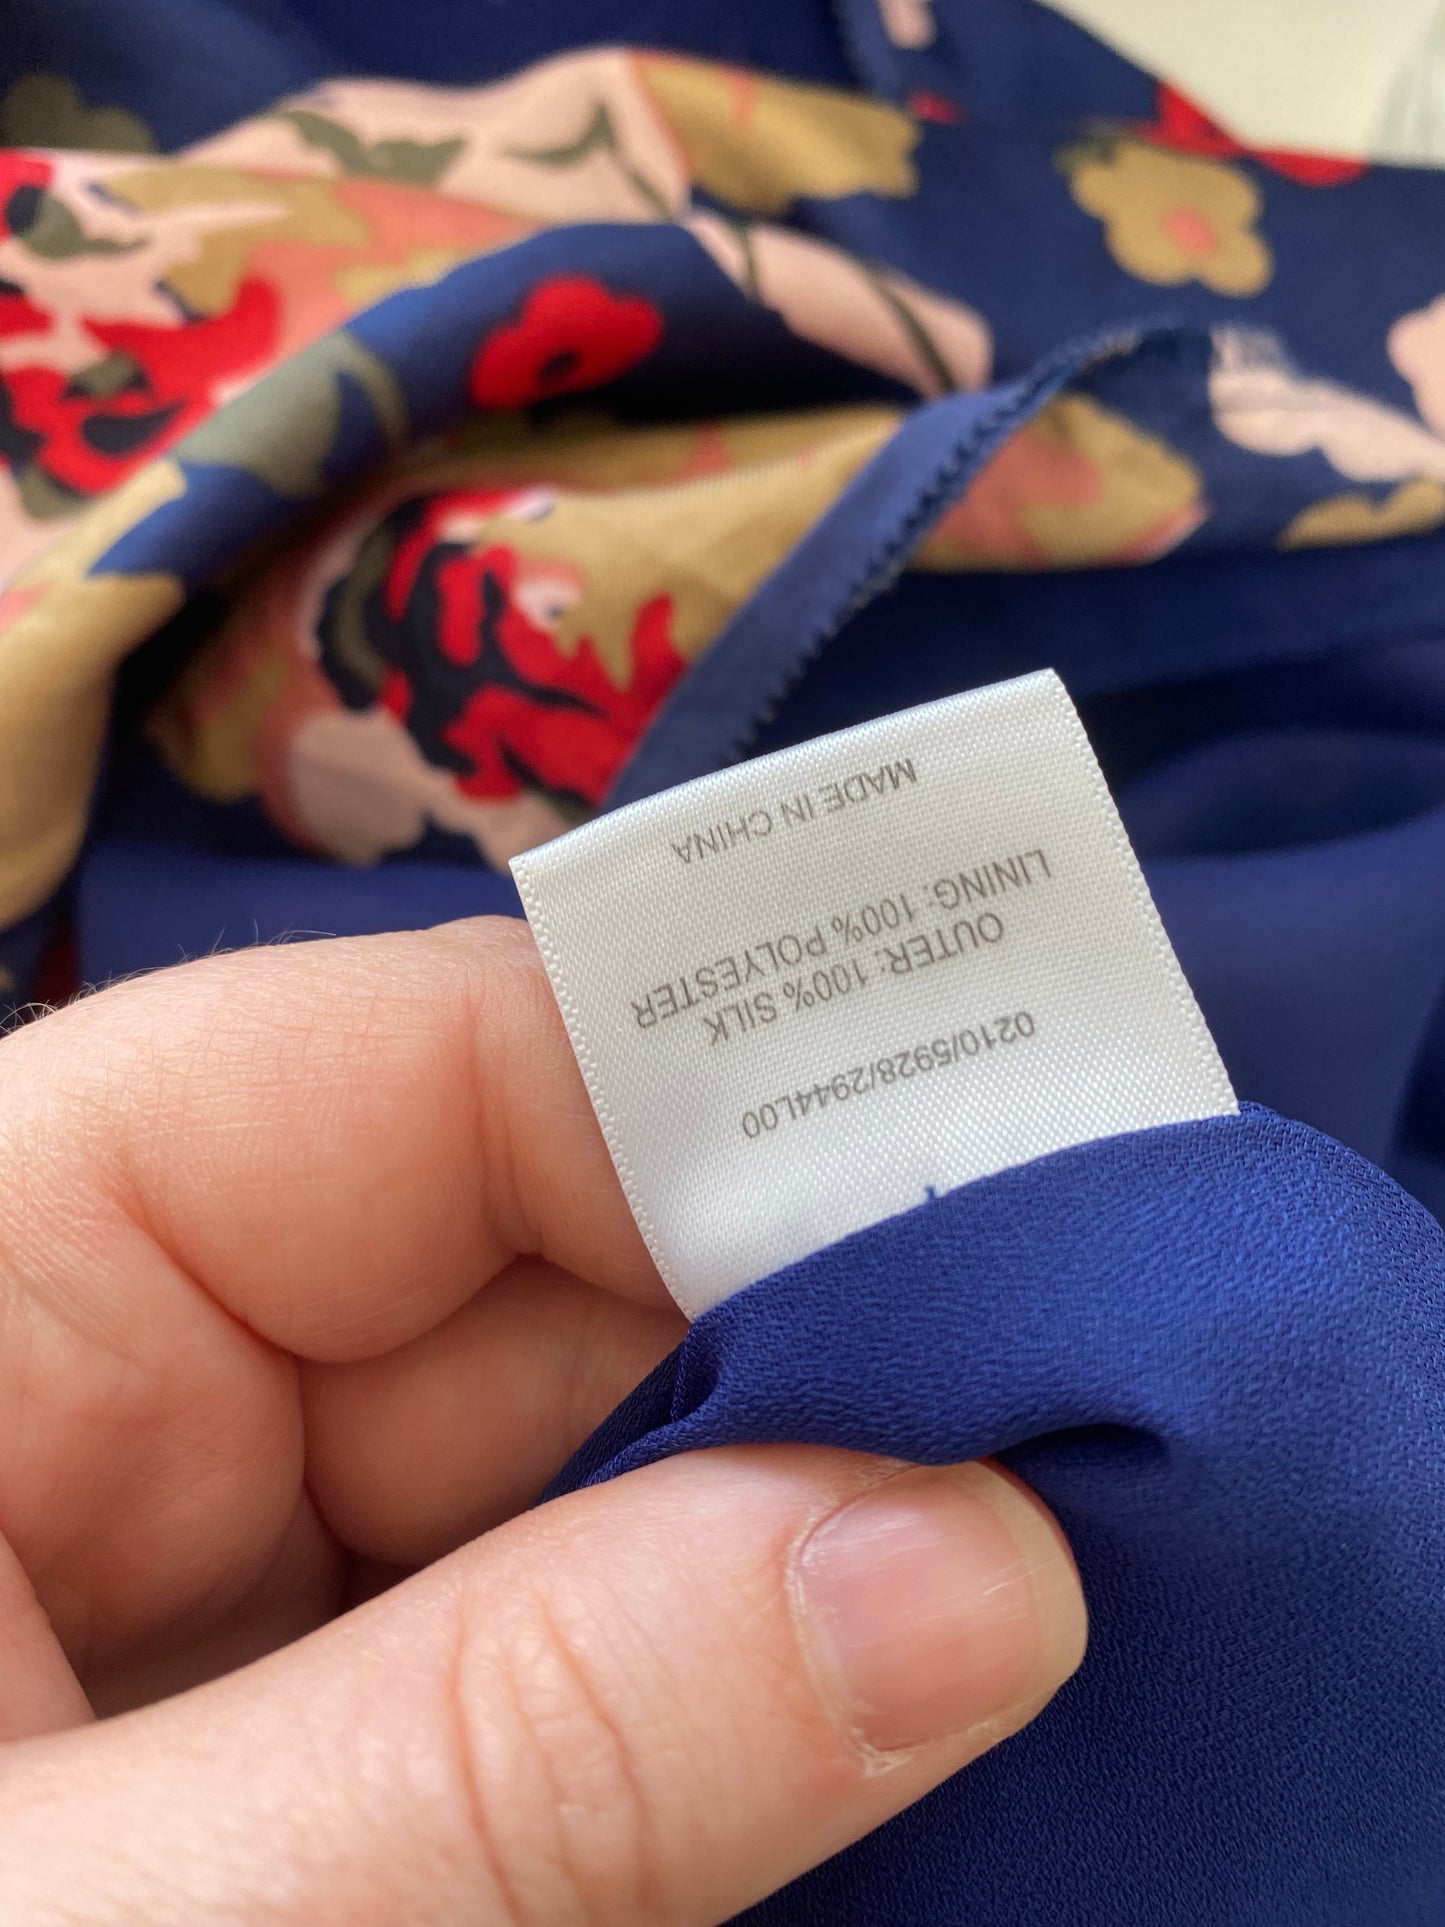 0210/5928/2944L00
OUTER: 100% SILK
LINING: 100% POLYESTER
MADE IN CHINA